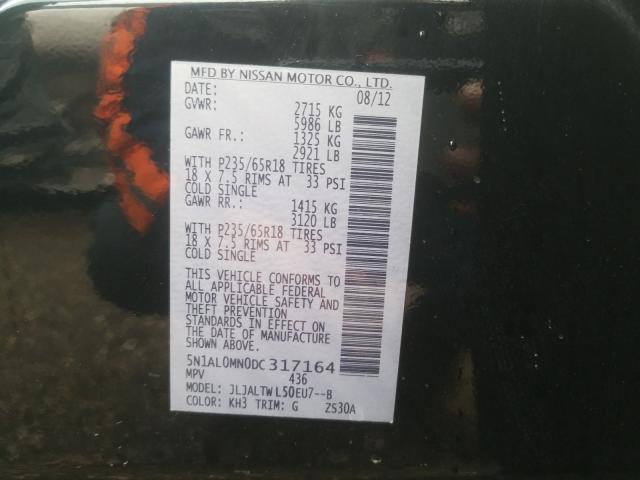 MFD BY NISSAN MOTOR CO., LTD.
DATE: 08/12
GVWR: 2715 KG
5986 LB
GAWR FR.: 1325 KG
2921 LB
WITH P235/65R18 TIRES
18 X 7.5 RIMS AT 33 PSI
COLD SINGLE
GAWR RR.: 1415 KG
3120 LB
WITH P235/65R18 TIRES
18 X 7.5 RIMS AT 33 PSI
COLD SINGLE
THIS VEHICLE CONFORMS TO
ALL APPLICABLE FEDERAL
MOTOR VEHICLE SAFETY AND
THEFT PREVENTION
STANDARDS IN EFFECT ON
THE DATE OF MANUFACTURE
SHOWN ABOVE.
5N1AL0MN0DC317164
MPV 436
MODEL: JLJALTWL50EU7--B
COLOR: KH3 TRIM: G ZS30A